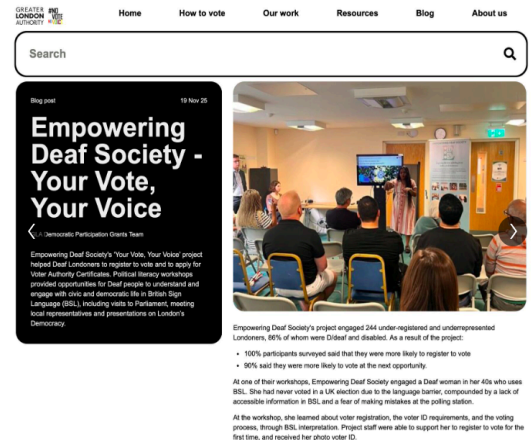 GREATER LONDON AUTHORITY
#NO VOTE
Home How to vote Our work Resources Blog About us
Search
Blog post 19 Nov 25
Empowering
Deaf Society -
Your Vote,
Your Voice
Democratic Participation Grants Team
Empowering Deaf Society's 'Your Vote, Your Voice' project
helped Deaf Londoners to register to vote and to apply for
Voter Authority Certificates. Political literacy workshops
provided opportunities for Deaf people to understand and
engage with civic and democratic life in British Sign
Language (BSL), including visits to Parliament, meeting
local representatives and presentations on London's
Democracy.
Empowering Deaf Society's project engaged 244 under-registered and underrepresented
Londoners, 86% of whom were D/deaf and disabled. As a result of the project:
• 100% participants surveyed said that they were more likely to register to vote
• 90% said they were more likely to vote at the next opportunity.
At one of their workshops, Empowering Deaf Society engaged a Deaf woman in her 40s who uses
BSL. She had never voted in a UK election due to the language barrier, compounded by a lack of
accessible information in BSL and a fear of making mistakes at the polling station.
At the workshop, she learned about voter registration, the voter ID requirements, and the voting
process, through BSL interpretation. Project staff were able to support her to register to vote for the
first time, and received her photo voter ID.